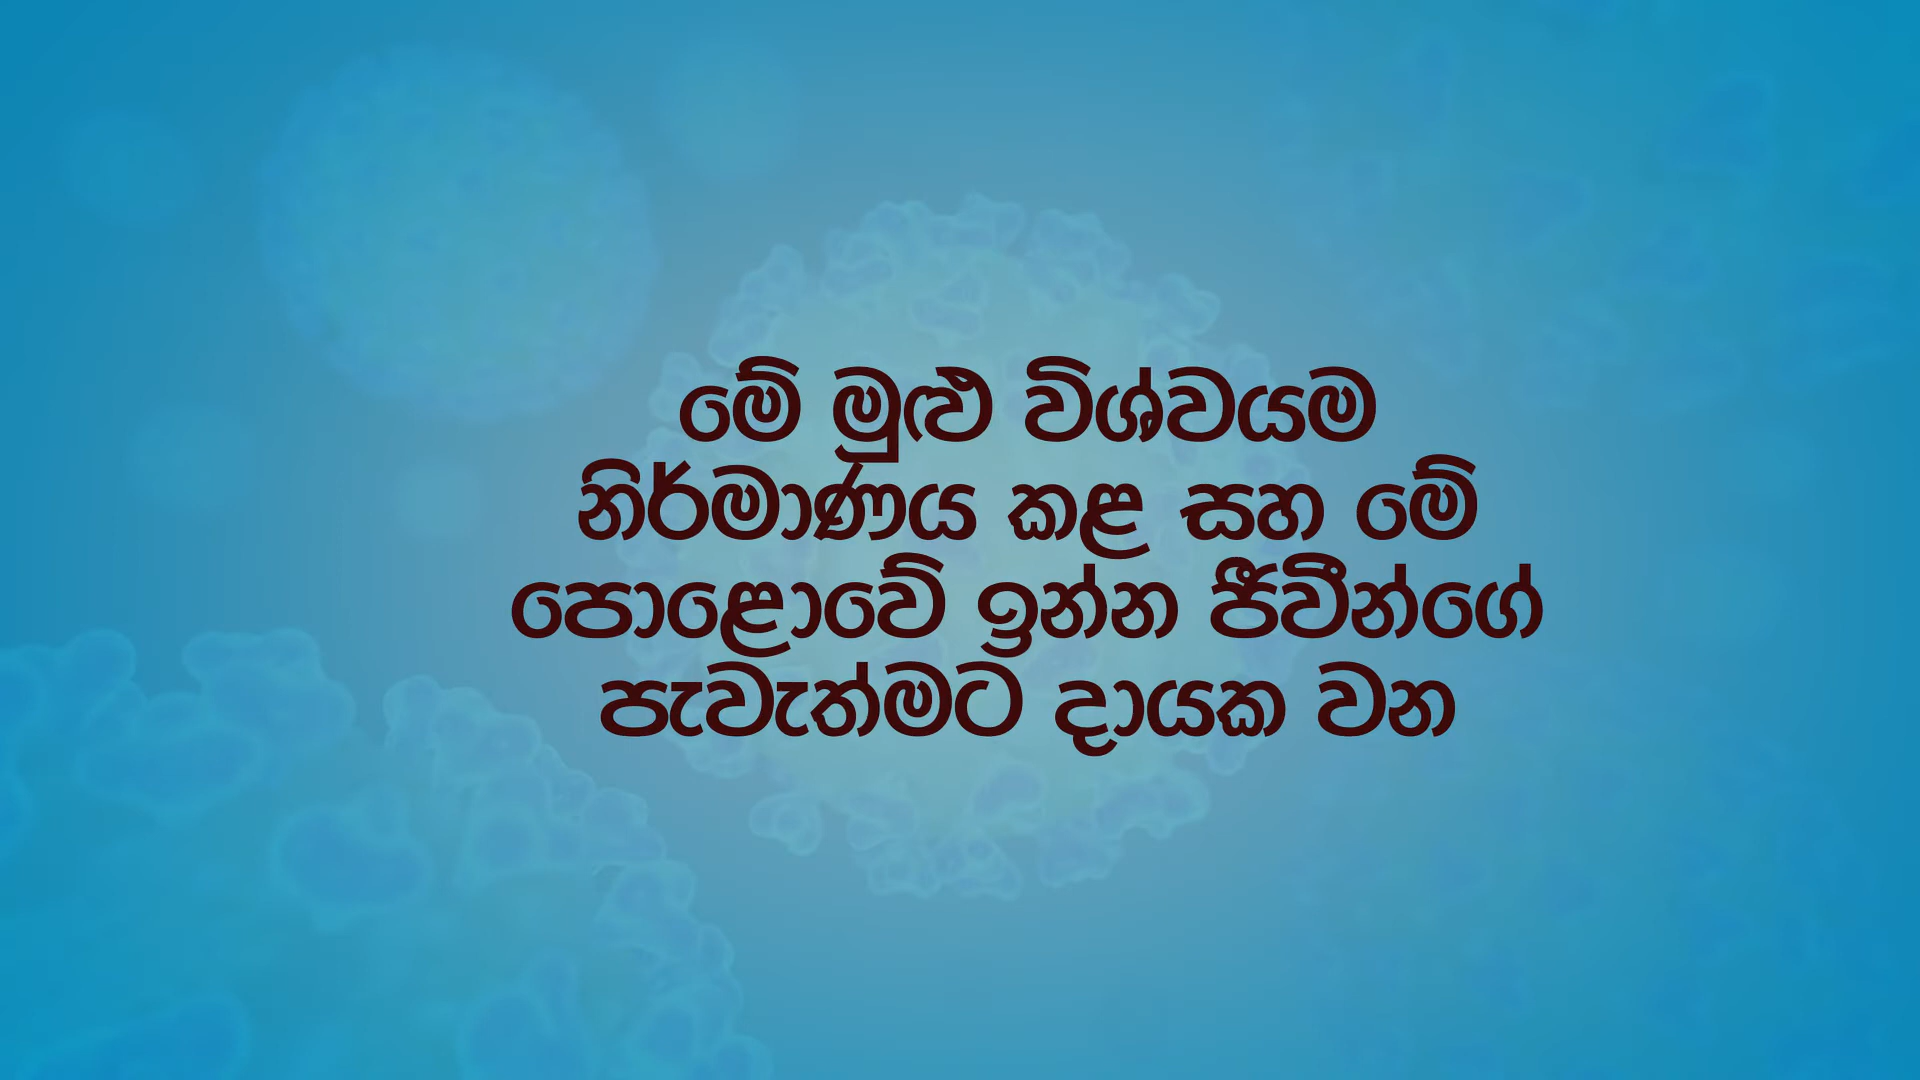 මේ මුළු විශ්වයම
නිර්මාණය කළ සහ මේ
පොළොවේ ඉන්න ජීවීන්ගේ
පැවැත්මට දායක වන